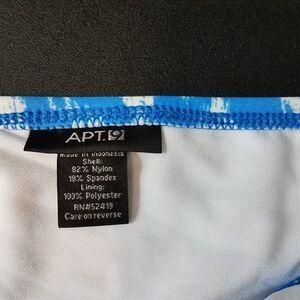 APT.9
Made in Indonesia
Shell:
82% Nylon
18% Spandex
Lining:
100% Polyester
RN#52419
Care on reverse